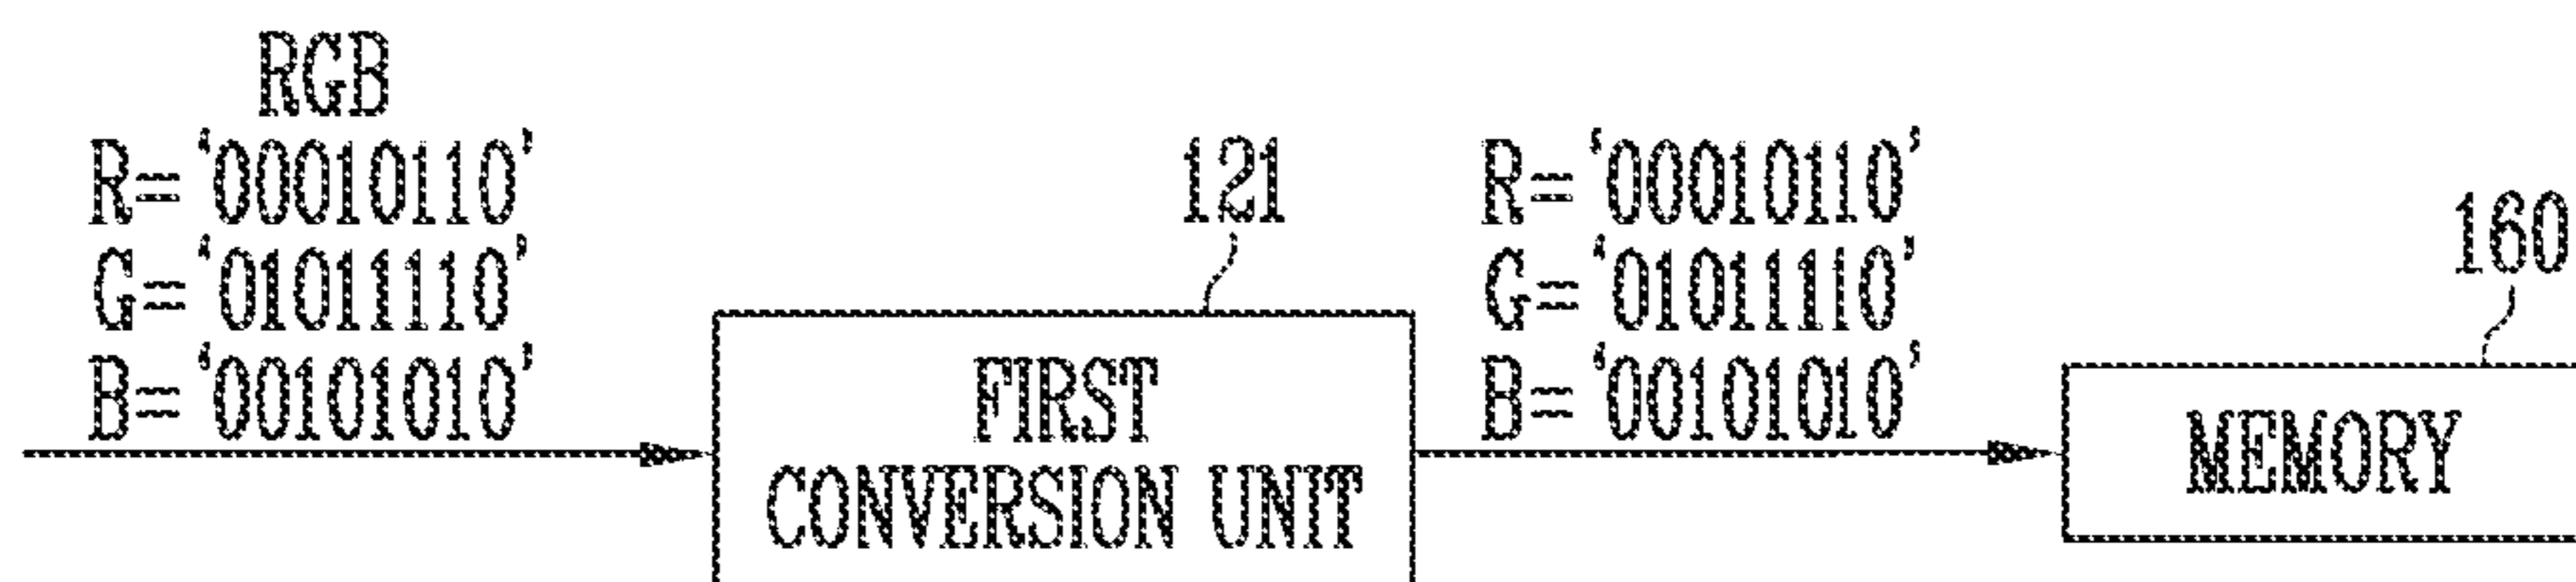 RGB
R= '00010110'
G= '01011110'
B= '00101010'
121
FIRST
CONVERSION UNIT
R= '00010110'
G= '01011110'
B= '00101010'
160
MEMORY